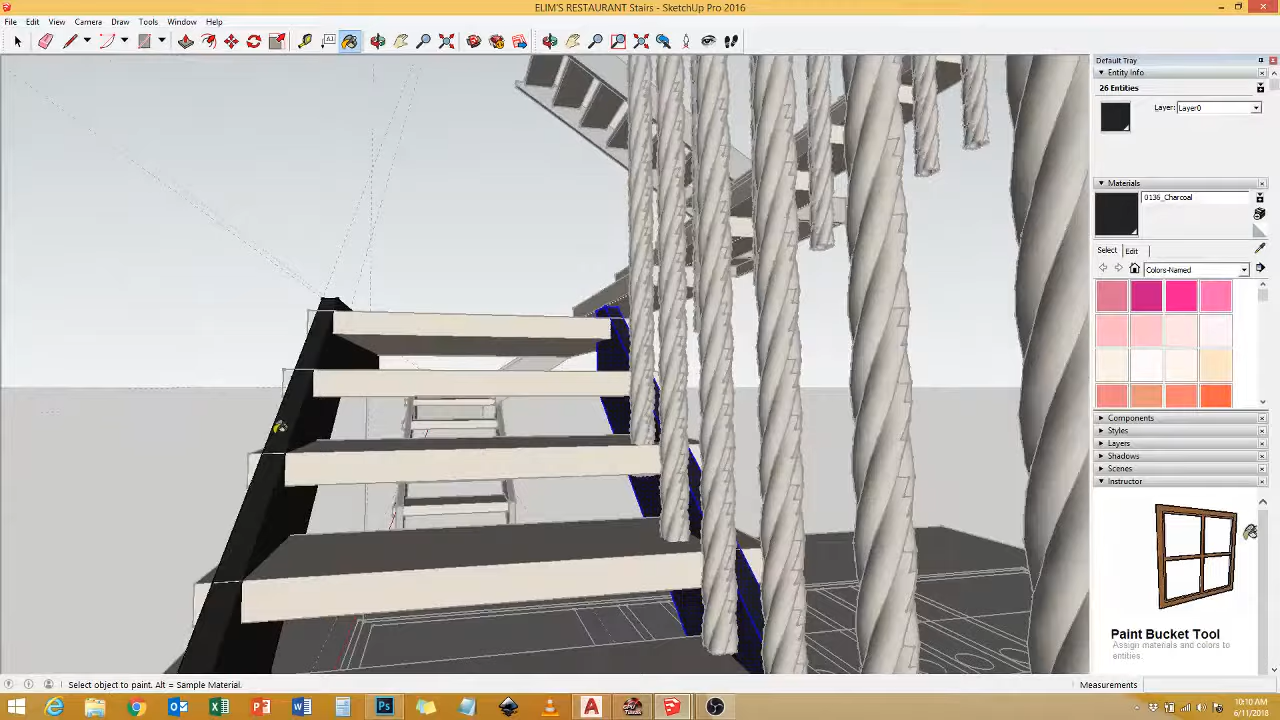 ELIM'S RESTAURANT Stairs - SketchUp Pro 2016
File Edit View Camera Draw Tools Window Help
Default Tray
Entity Info
26 Entities
Layer: Layer0
Materials
0136_Charcoal
Select Edit
Colors-Named
Components
Styles
Layers
Shadows
Scenes
Instructor
Paint Bucket Tool
Assign materials and colors to
entities.
Select object to paint. Alt = Sample Material.
Measurements
10:10 AM
6/11/2018